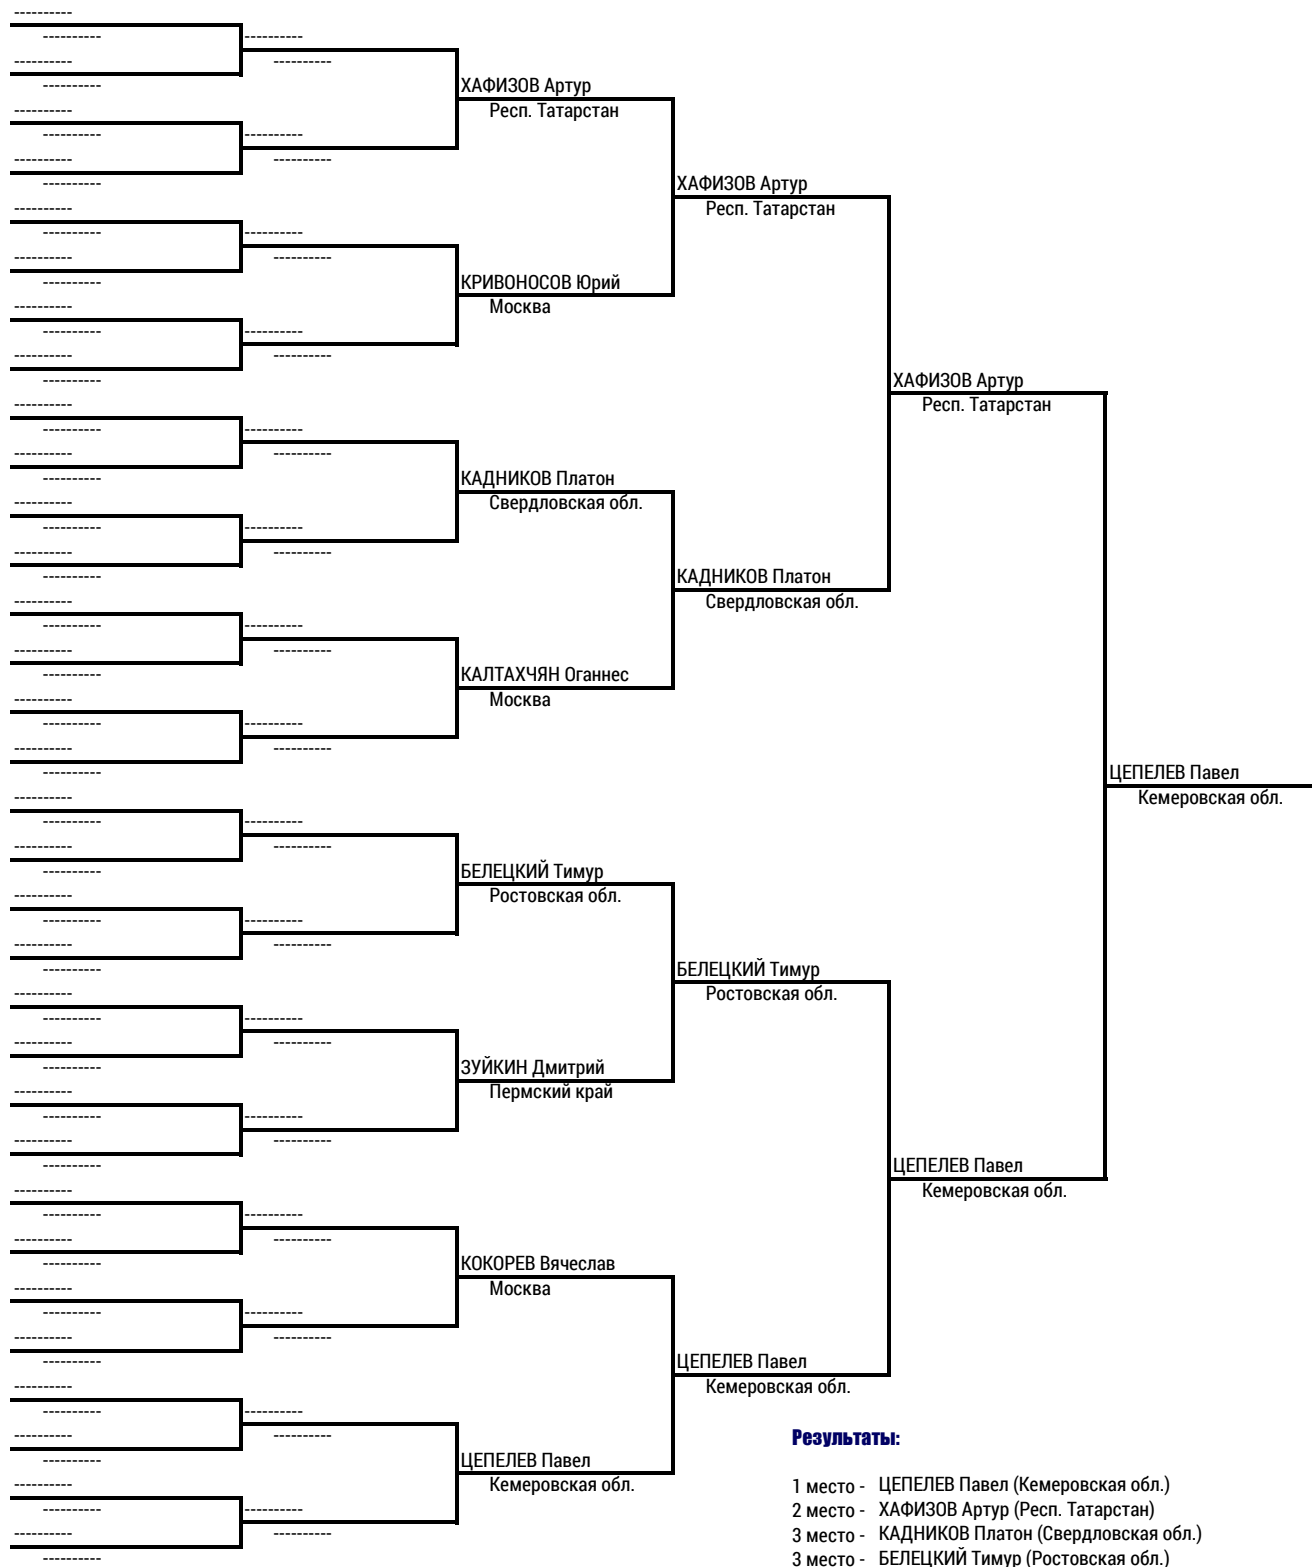 ХАФИЗОВ Артур
Респ. Татарстан
КРИВОНОСОВ Юрий
Москва
КАДНИКОВ Платон
Свердловская обл.
КАЛТАХЧЯН Оганнес
Москва
БЕЛЕЦКИЙ Тимур
Ростовская обл.
ЗУЙКИН Дмитрий
Пермский край
КОКОРЕВ Вячеслав
Москва
ЦЕПЕЛЕВ Павел
Кемеровская обл.
ХАФИЗОВ Артур
Респ. Татарстан
КАДНИКОВ Платон
Свердловская обл.
БЕЛЕЦКИЙ Тимур
Ростовская обл.
ЦЕПЕЛЕВ Павел
Кемеровская обл.
ХАФИЗОВ Артур
Респ. Татарстан
ЦЕПЕЛЕВ Павел
Кемеровская обл.
ЦЕПЕЛЕВ Павел
Кемеровская обл.
Результаты:
1 место - ЦЕПЕЛЕВ Павел (Кемеровская обл.)
2 место - ХАФИЗОВ Артур (Респ. Татарстан)
3 место - КАДНИКОВ Платон (Свердловская обл.)
3 место - БЕЛЕЦКИЙ Тимур (Ростовская обл.)